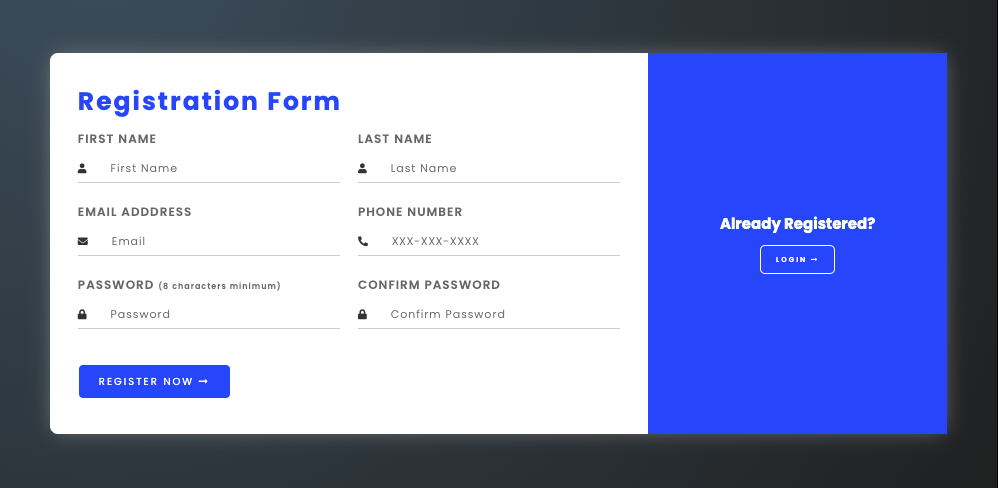 Registration Form
FIRST NAME
LAST NAME
First Name
Last Name
EMAIL ADDDRESS
PHONE NUMBER
Email
XXX-XXX-XXXX
PASSWORD (8 characters minimum)
CONFIRM PASSWORD
Password
Confirm Password
REGISTER NOW →
Already Registered?
LOGIN →